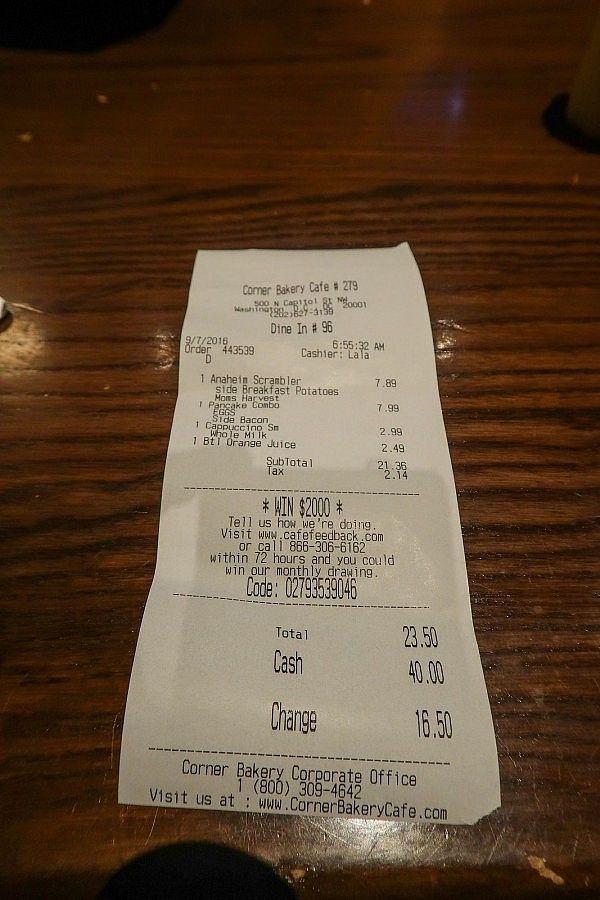 Corner Bakery Cafe # 279
500 N Capitol St NW
Washington, D.C. DC 20001
(202)627-3139
Dine In # 96
9/7/2016 6:55:32 AM
Order 443539 Cashier: Lala
D
1 Anaheim Scrambler 7.89
side Breakfast Potatoes
Moms Harvest
1 Pancake Combo 7.99
EGGS
Side Bacon
1 Cappuccino Sm 2.99
Whole Milk
1 Btl Orange Juice 2.49
SubTotal 21.36
Tax 2.14
* WIN $2000 *
Tell us how we're doing.
Visit www.cafefeedback.com
or call 866-306-6162
within 72 hours and you could
win our monthly drawing.
Code: 02793539046
Total 23.50
Cash 40.00
Change 16.50
Corner Bakery Corporate Office
1 (800) 309-4642
Visit us at : www.CornerBakeryCafe.com